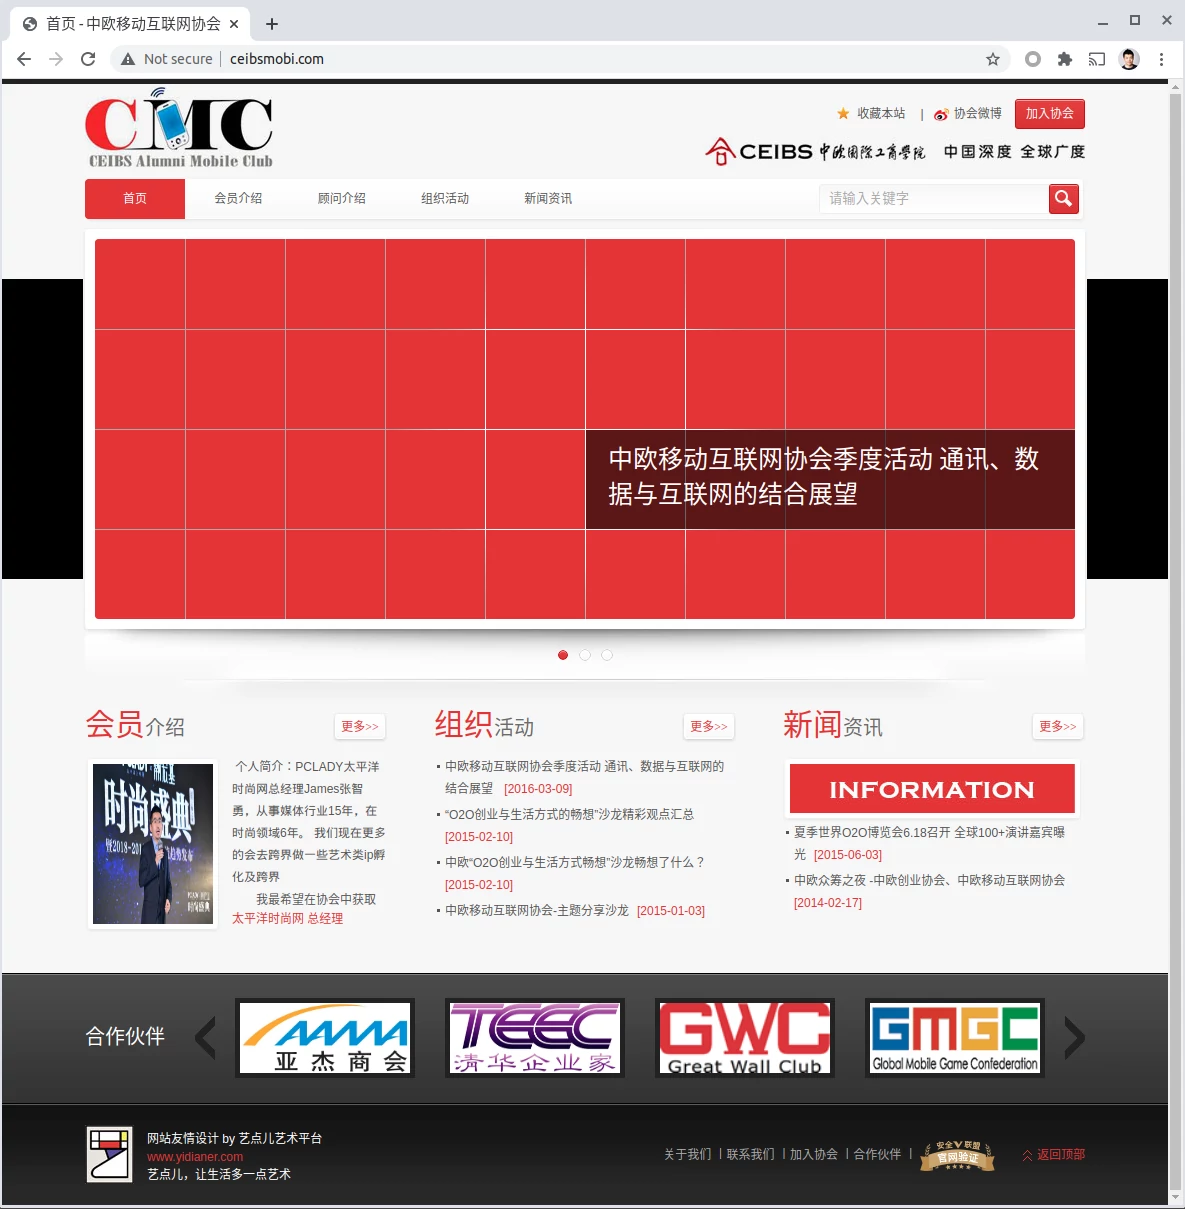 首页 - 中欧移动互联网协会
Not secure
ceibsmobi.com
CMC
CEIBS Alumni Mobile Club
收藏本站 | 协会微博 加入协会
CEIBS 中欧国际工商学院 中国深度 全球广度
首页 会员介绍 顾问介绍 组织活动 新闻资讯 请输入关键字
中欧移动互联网协会季度活动 通讯、数
据与互联网的结合展望
会员介绍 更多>>
时尚盛典
个人简介：PCLADY太平洋
时尚网总经理James张智
勇，从事媒体行业15年，在
时尚领域6年。 我们现在更多
的会去跨界做一些艺术类ip孵
化及跨界
我最希望在协会中获取
太平洋时尚网 总经理
组织活动 更多>>
中欧移动互联网协会季度活动 通讯、数据与互联网的
结合展望 [2016-03-09]
“O2O创业与生活方式的畅想”沙龙精彩观点汇总
[2015-02-10]
中欧“O2O创业与生活方式畅想”沙龙畅想了什么？
[2015-02-10]
中欧移动互联网协会-主题分享沙龙 [2015-01-03]
新闻资讯 更多>>
INFORMATION
夏季世界O2O博览会6.18召开 全球100+演讲嘉宾曝
光 [2015-06-03]
中欧众筹之夜 -中欧创业协会、中欧移动互联网协会
[2014-02-17]
合作伙伴
AAMA
亚杰商会
TEEC
清华企业家
GWC
Great Wall Club
GMGC
Global Mobile Game Confederation
网站友情设计 by 艺点儿艺术平台
www.yidianer.com
艺点儿，让生活多一点艺术
关于我们 | 联系我们 | 加入协会 | 合作伙伴 |
安全V联盟
官网验证
返回顶部